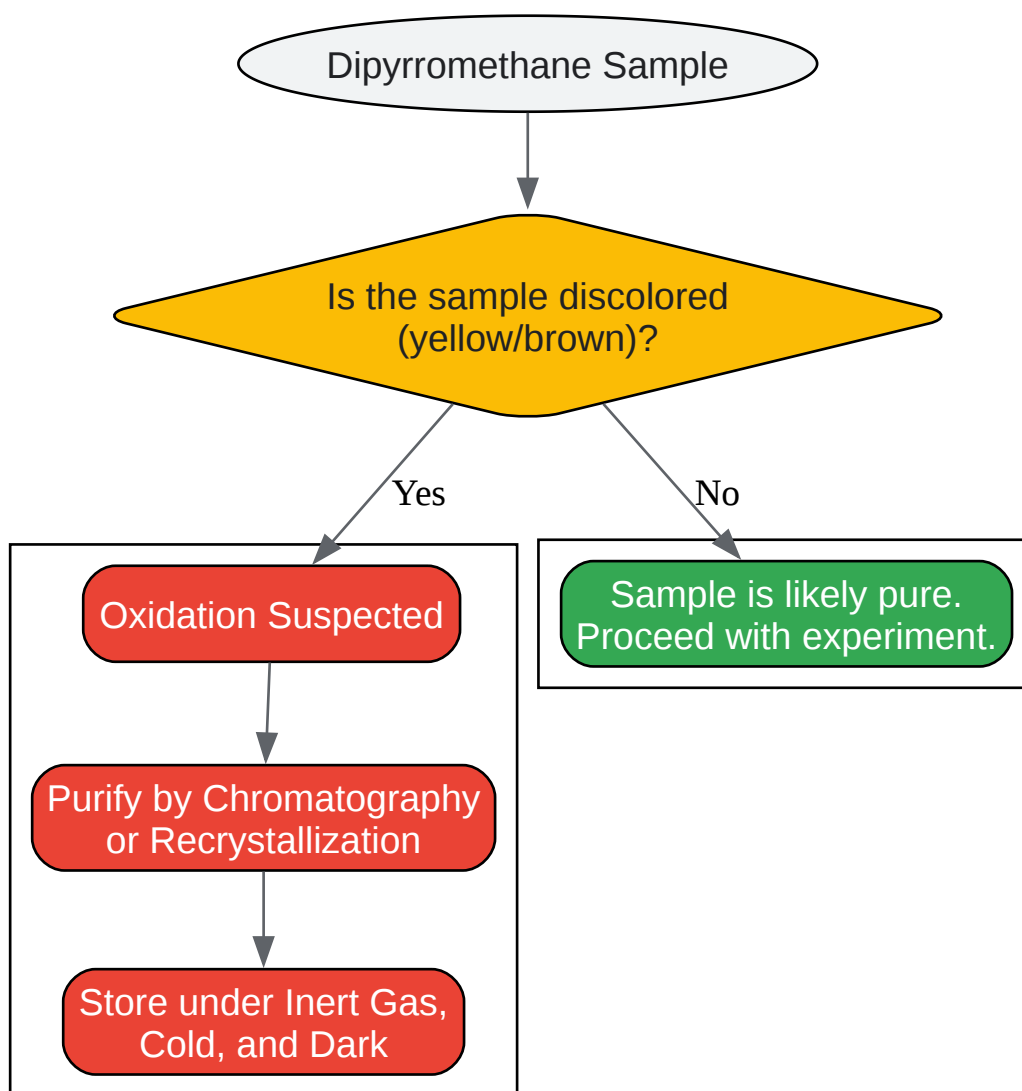 Dipyrromethane Sample
Is the sample discolored
(yellow/brown)?
Yes
No
Oxidation Suspected
Sample is likely pure.
Proceed with experiment.
Purify by Chromatography
or Recrystallization
Store under Inert Gas,
Cold, and Dark